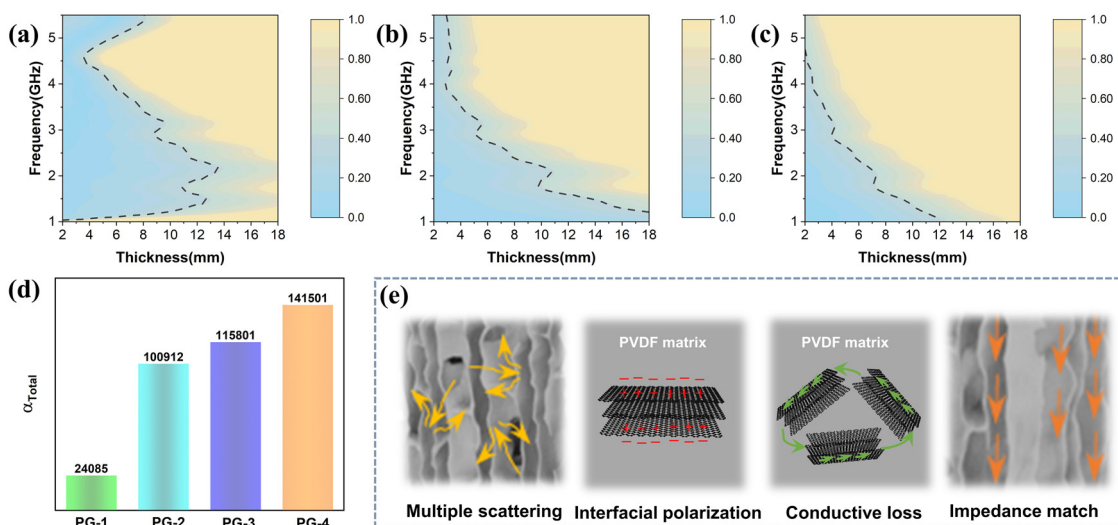 (a)
Frequency(GHz)
5
4
3
2
1
2 4 6 8 10 12 14 16 18
Thickness(mm)
1.0
0.80
0.60
0.40
0.20
0.0
(b)
Frequency(GHz)
5
4
3
2
1
2 4 6 8 10 12 14 16 18
Thickness(mm)
1.0
0.80
0.60
0.40
0.20
0.0
(c)
Frequency(GHz)
5
4
3
2
1
2 4 6 8 10 12 14 16 18
Thickness(mm)
1.0
0.80
0.60
0.40
0.20
0.0
(d)
αTotal
24085
100912
115801
141501
PG-1 PG-2 PG-3 PG-4
(e)
PVDF matrix
PVDF matrix
Multiple scattering
Interfacial polarization
Conductive loss
Impedance match